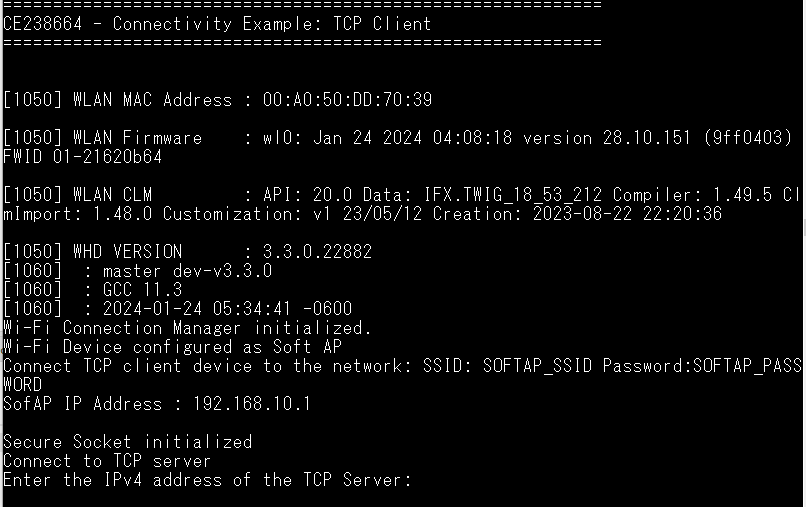 ============================================================
CE238664 - Connectivity Example: TCP Client
============================================================
[1050] WLAN MAC Address : 00:A0:50:DD:70:39
[1050] WLAN Firmware    : wl0: Jan 24 2024 04:08:18 version 28.10.151 (9ff0403)
FWID 01-21620b64
[1050] WLAN CLM         : API: 20.0 Data: IFX.TWIG_18_53_212 Compiler: 1.49.5 Cl
mImport: 1.48.0 Customization: v1 23/05/12 Creation: 2023-08-22 22:20:36
[1050] WHD VERSION      : 3.3.0.22882
[1060]  : master dev-v3.3.0
[1060]  : GCC 11.3
[1060]  : 2024-01-24 05:34:41 -0600
Wi-Fi Connection Manager initialized.
Wi-Fi Device configured as Soft AP
Connect TCP client device to the network: SSID: SOFTAP_SSID Password:SOFTAP_PASS
WORD
SofAP IP Address : 192.168.10.1
Secure Socket initialized
Connect to TCP server
Enter the IPv4 address of the TCP Server: